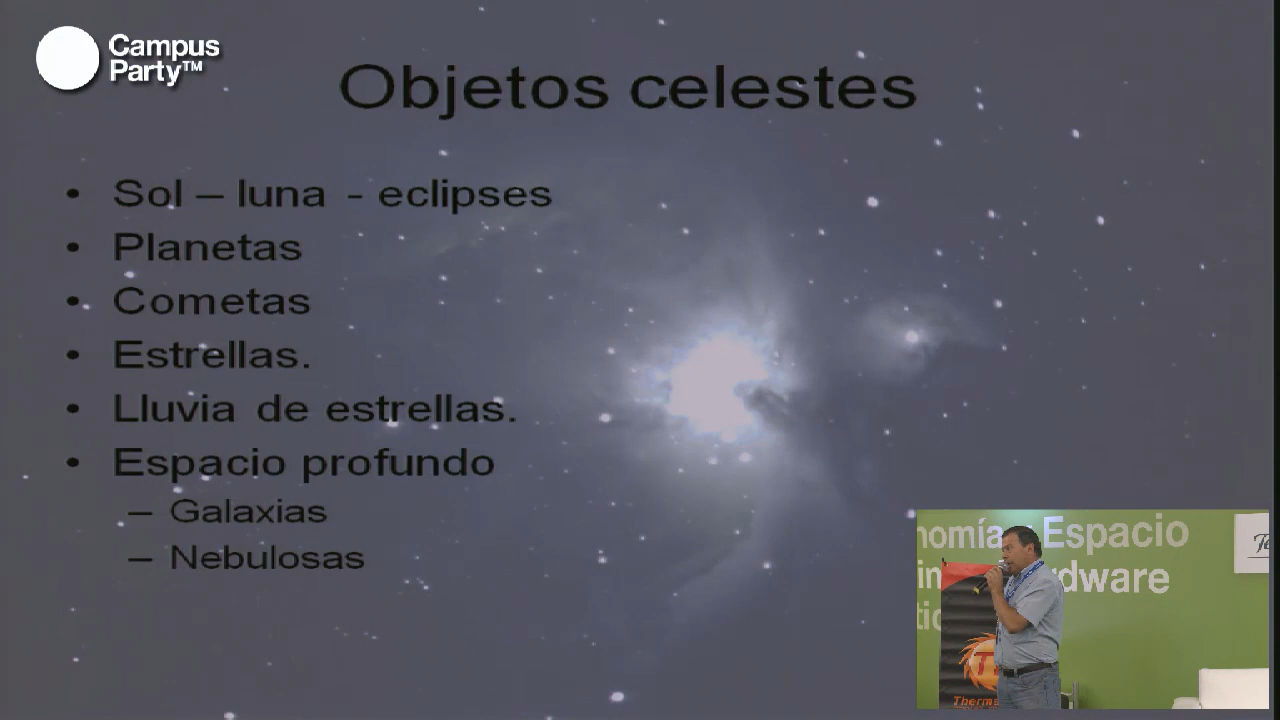 Campus
Party™
Objetos celestes
• Sol – luna - eclipses
• Planetas
• Cometas
• Estrellas.
• Lluvia de estrellas.
• Espacio profundo
– Galaxias
– Nebulosas
nomía y Espacio
dware